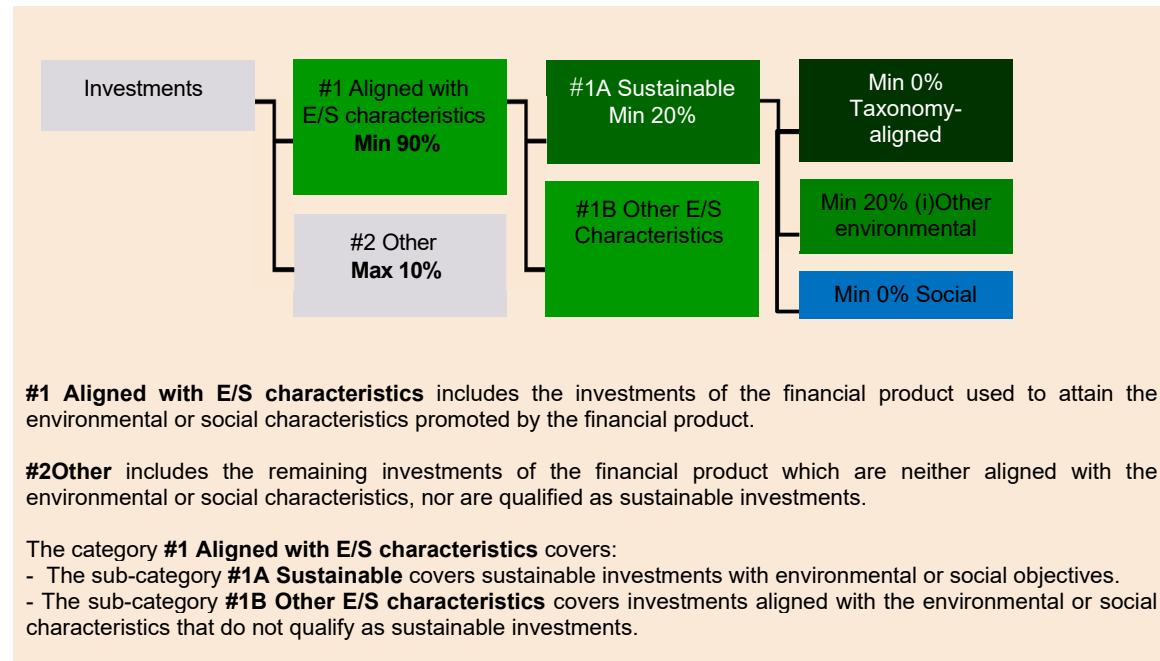 Investments
#1 Aligned with
E/S characteristics
Min 90%
#2 Other
Max 10%
#1A Sustainable
Min 20%
#1B Other E/S
Characteristics
Min 0%
Taxonomy-
aligned
Min 20% (i)Other
environmental
Min 0% Social
#1 Aligned with E/S characteristics includes the investments of the financial product used to attain the
environmental or social characteristics promoted by the financial product.
#2Other includes the remaining investments of the financial product which are neither aligned with the
environmental or social characteristics, nor are qualified as sustainable investments.
The category #1 Aligned with E/S characteristics covers:
- The sub-category #1A Sustainable covers sustainable investments with environmental or social objectives.
- The sub-category #1B Other E/S characteristics covers investments aligned with the environmental or social
characteristics that do not qualify as sustainable investments.